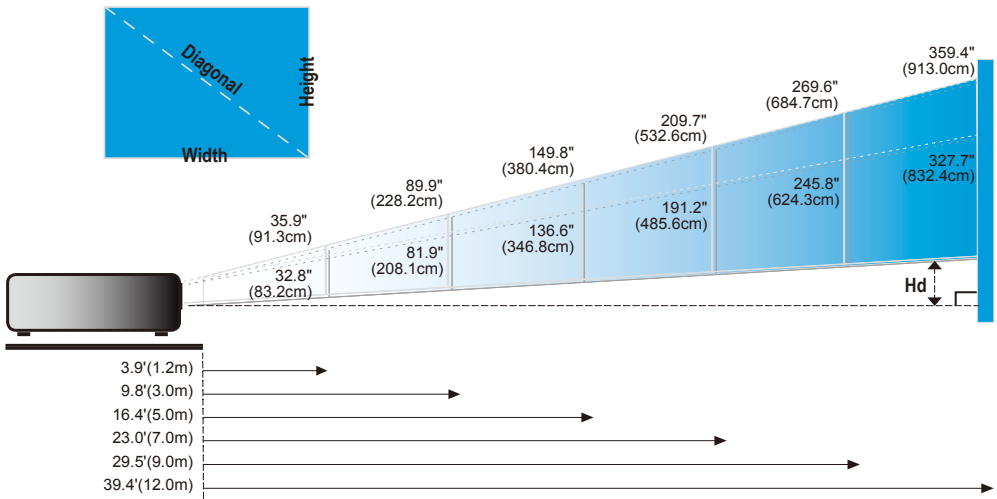 Diagonal
Height
Width
35.9"
(91.3cm)
89.9"
(228.2cm)
149.8"
(380.4cm)
209.7"
(532.6cm)
269.6"
(684.7cm)
359.4"
(913.0cm)
32.8"
(83.2cm)
81.9"
(208.1cm)
136.6"
(346.8cm)
191.2"
(485.6cm)
245.8"
(624.3cm)
327.7"
(832.4cm)
Hd
3.9'(1.2m)
9.8'(3.0m)
16.4'(5.0m)
23.0'(7.0m)
29.5'(9.0m)
39.4'(12.0m)